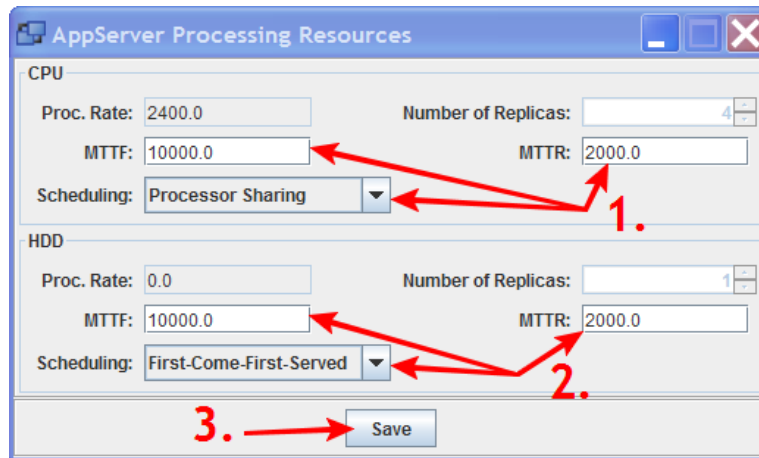 AppServer Processing Resources
CPU
Proc. Rate: 2400.0 Number of Replicas: 4
MTTF: 10000.0 MTTR: 2000.0
Scheduling: Processor Sharing
1.
HDD
Proc. Rate: 0.0 Number of Replicas: 1
MTTF: 10000.0 MTTR: 2000.0
Scheduling: First-Come-First-Served
2.
3. Save